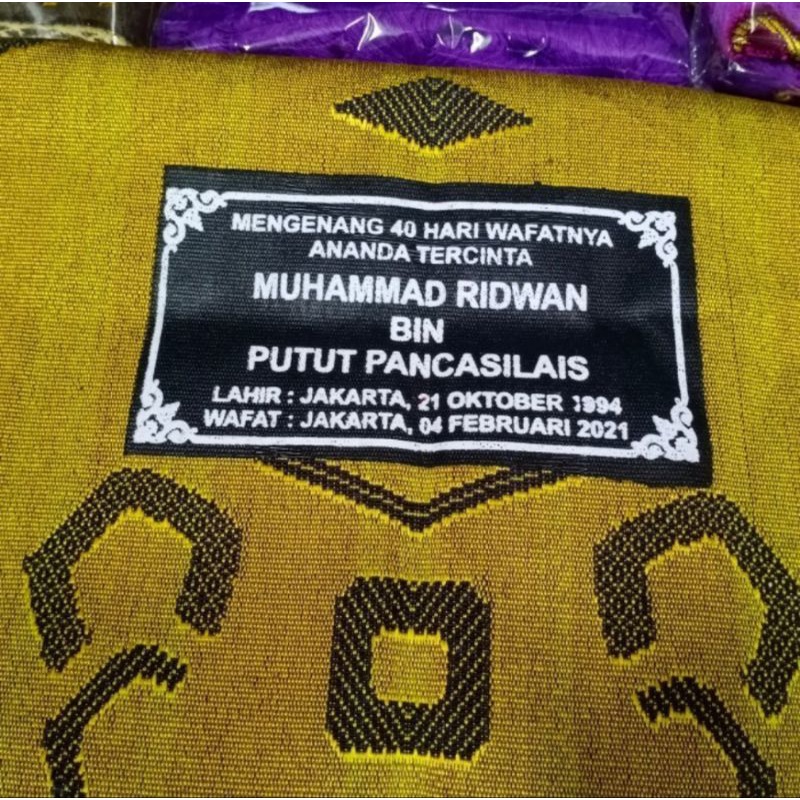 MENGENANG 40 HARI WAFATNYA
ANANDA TERCINTA
MUHAMMAD RIDWAN
BIN
PUTUT PANCASILAIS
LAHIR : JAKARTA, 21 OKTOBER 1994
WAFAT : JAKARTA, 04 FEBRUARI 2021